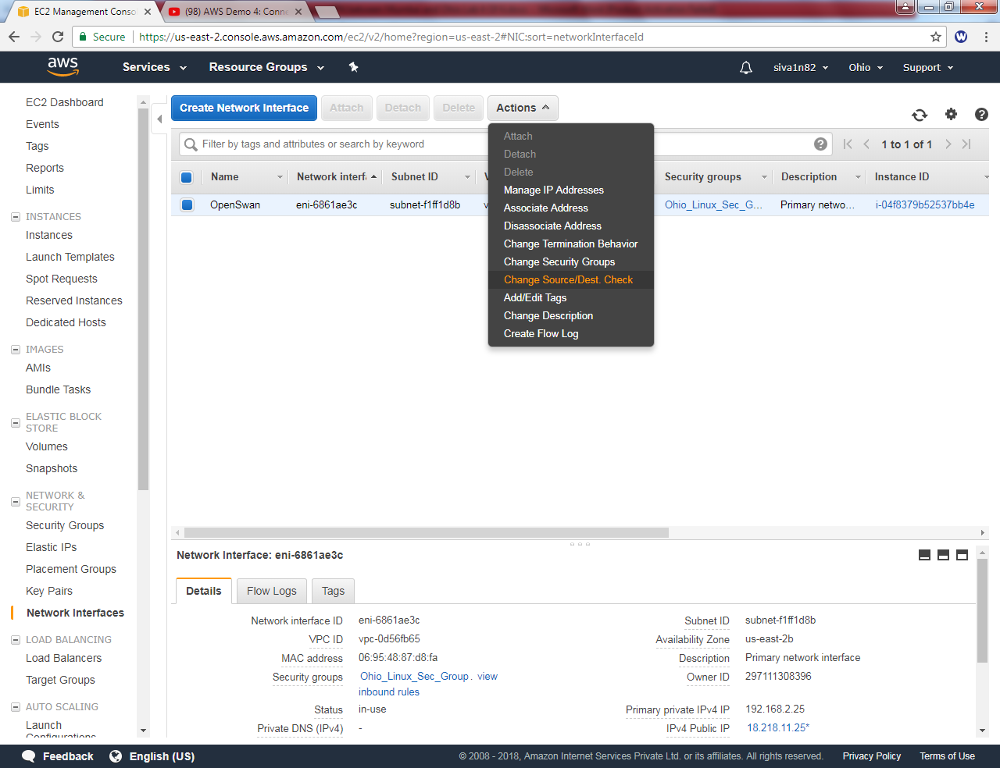 EC2 Management Conso
(98) AWS Demo 4: Conne
Secure
https://us-east-2.console.aws.amazon.com/ec2/v2/home?region=us-east-2#NIC:sort=networkInterfaceId
W
aws
Services
Resource Groups
siva1n82
Ohio
Support
EC2 Dashboard
Events
Tags
Reports
Limits
INSTANCES
Instances
Launch Templates
Spot Requests
Reserved Instances
Dedicated Hosts
IMAGES
AMIs
Bundle Tasks
ELASTIC BLOCK
STORE
Volumes
Snapshots
NETWORK &
SECURITY
Security Groups
Elastic IPs
Placement Groups
Key Pairs
Network Interfaces
LOAD BALANCING
Load Balancers
Target Groups
AUTO SCALING
Launch
Configurations
Create Network Interface
Attach
Detach
Delete
Actions
Filter by tags and attributes or search by keyword
1 to 1 of 1
Name
Network interf
Subnet ID
V
Security groups
Description
Instance ID
OpenSwan
eni-6861ae3c
subnet-f1ff1d8b
v
Ohio_Linux_Sec_G...
Primary netwo...
i-04f8379b52537bb4e
Attach
Detach
Delete
Manage IP Addresses
Associate Address
Disassociate Address
Change Termination Behavior
Change Security Groups
Change Source/Dest. Check
Add/Edit Tags
Change Description
Create Flow Log
Network Interface: eni-6861ae3c
Details
Flow Logs
Tags
Network interface ID eni-6861ae3c
Subnet ID subnet-f1ff1d8b
VPC ID vpc-0d56fb65
Availability Zone us-east-2b
MAC address 06:95:48:87:d8:fa
Description Primary network interface
Security groups Ohio_Linux_Sec_Group. view
inbound rules
Owner ID 297111308396
Status in-use
Primary private IPv4 IP 192.168.2.25
Private DNS (IPv4) -
IPv4 Public IP 18.218.11.25*
Feedback
English (US)
© 2008 - 2018, Amazon Internet Services Private Ltd. or its affiliates. All rights reserved.
Privacy Policy
Terms of Use